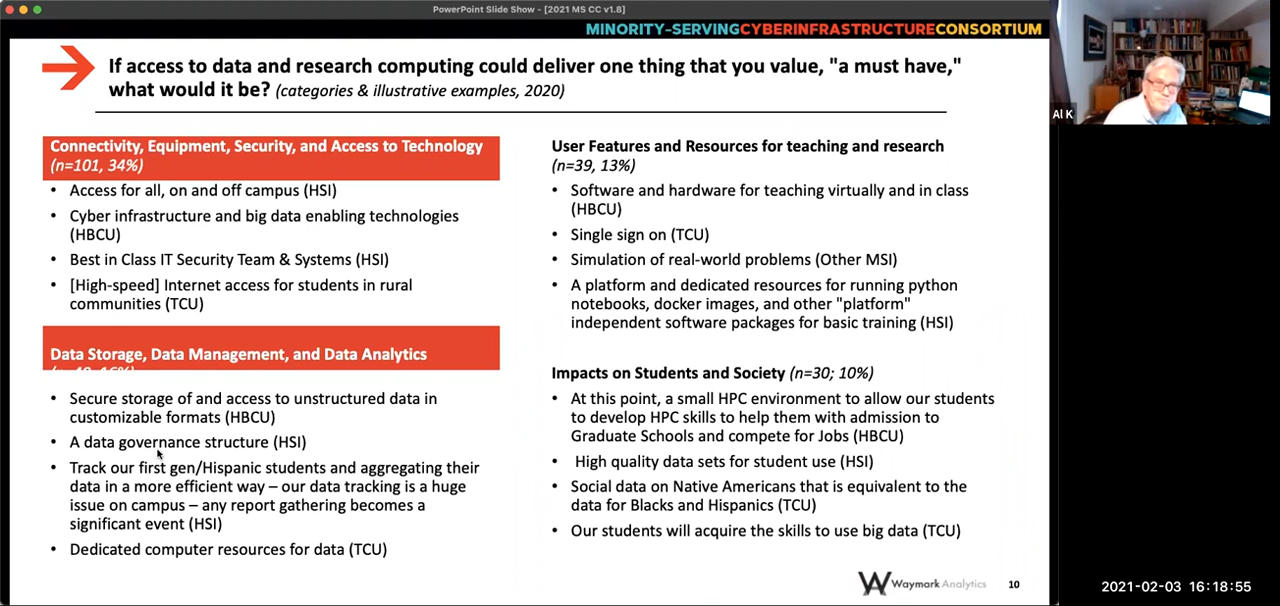 PowerPoint Slide Show - [2021 MS CC v1.8]
MINORITY-SERVINGCYBERINFRASTRUCTURECONSORTIUM
If access to data and research computing could deliver one thing that you value, "a must have,"
what would it be? (categories & illustrative examples, 2020)
Connectivity, Equipment, Security, and Access to Technology
(n=101, 34%)
• Access for all, on and off campus (HSI)
• Cyber infrastructure and big data enabling technologies
(HBCU)
• Best in Class IT Security Team & Systems (HSI)
• [High-speed] Internet access for students in rural
communities (TCU)
Data Storage, Data Management, and Data Analytics
• Secure storage of and access to unstructured data in
customizable formats (HBCU)
• A data governance structure (HSI)
• Track our first gen/Hispanic students and aggregating their
data in a more efficient way – our data tracking is a huge
issue on campus – any report gathering becomes a
significant event (HSI)
• Dedicated computer resources for data (TCU)
User Features and Resources for teaching and research
(n=39, 13%)
• Software and hardware for teaching virtually and in class
(HBCU)
• Single sign on (TCU)
• Simulation of real-world problems (Other MSI)
• A platform and dedicated resources for running python
notebooks, docker images, and other "platform"
independent software packages for basic training (HSI)
Impacts on Students and Society (n=30; 10%)
• At this point, a small HPC environment to allow our students
to develop HPC skills to help them with admission to
Graduate Schools and compete for Jobs (HBCU)
• High quality data sets for student use (HSI)
• Social data on Native Americans that is equivalent to the
data for Blacks and Hispanics (TCU)
• Our students will acquire the skills to use big data (TCU)
Waymark Analytics
10
Al K
2021-02-03 16:18:55